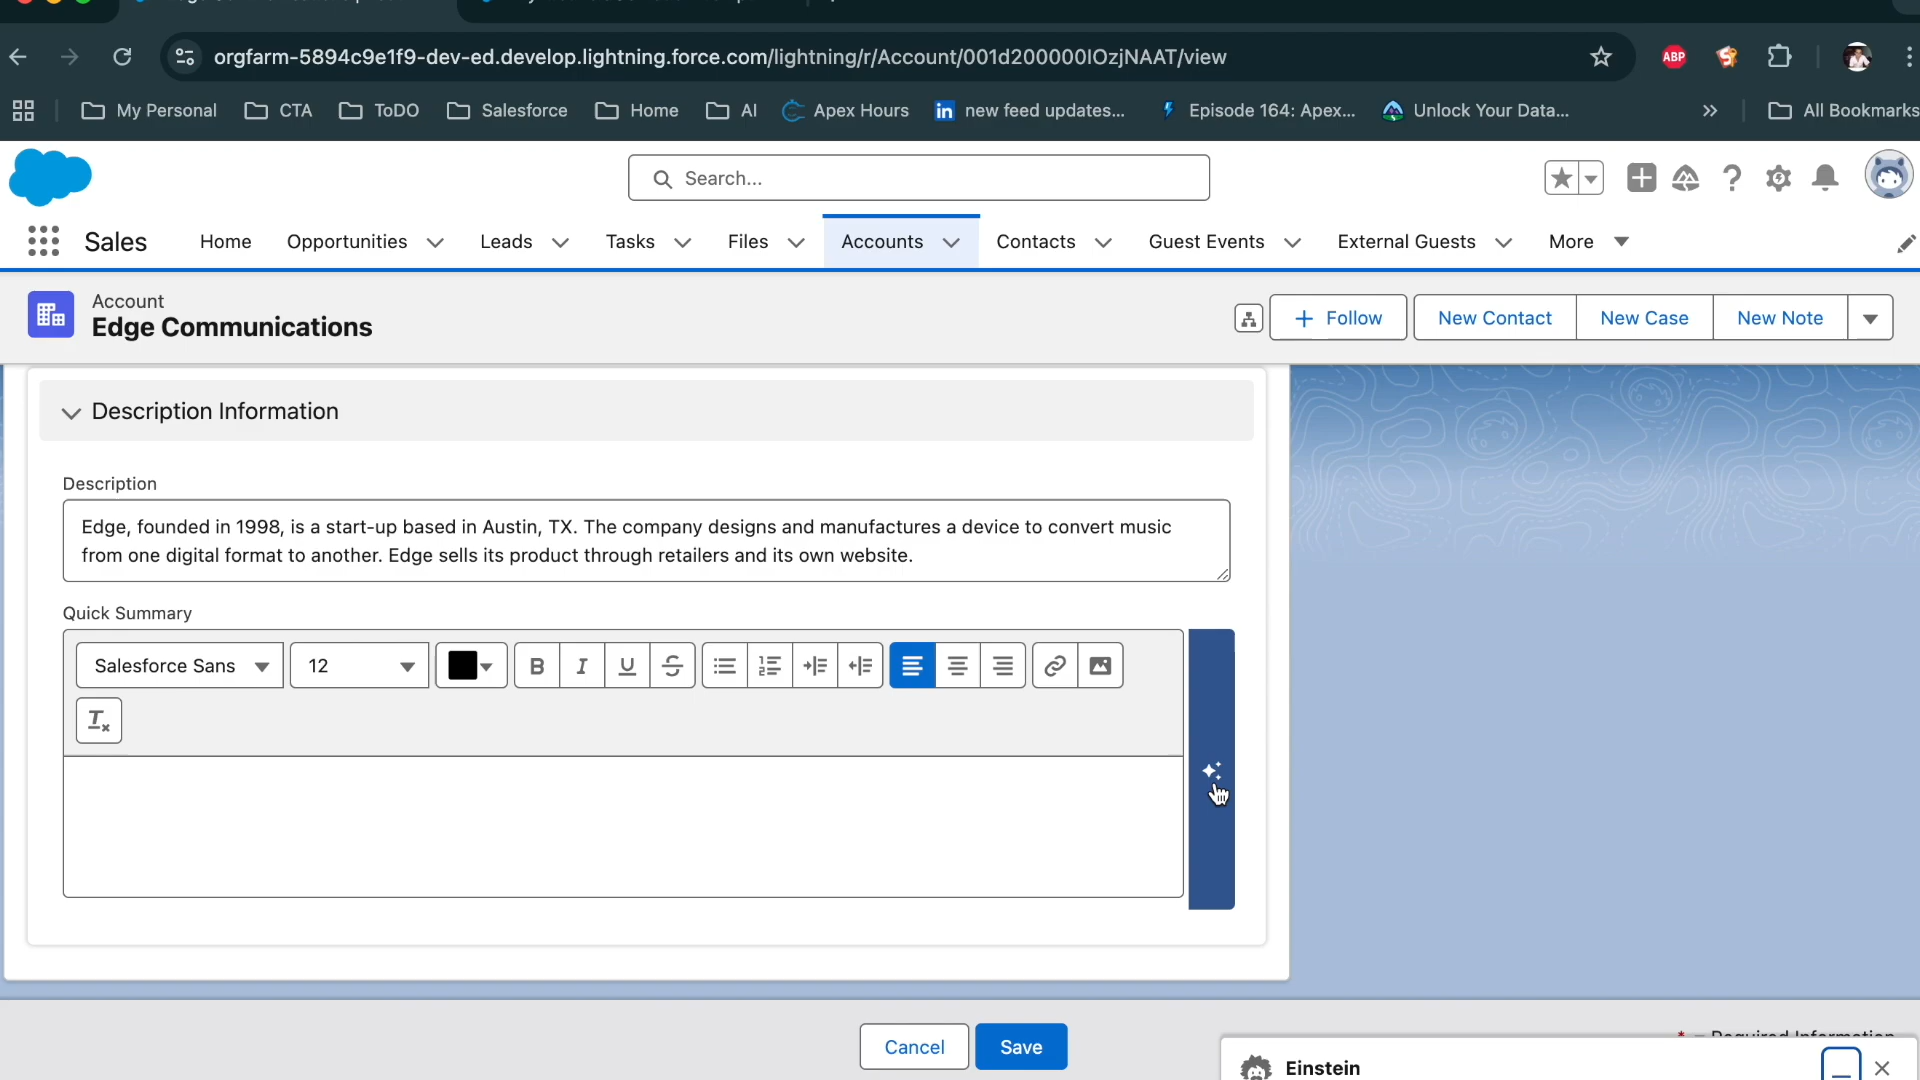 orgfarm-5894c9e1f9-dev-ed.develop.lightning.force.com/lightning/r/Account/001d200000lOzjNAAT/view
ABP
My Personal CTA ToDO Salesforce Home AI Apex Hours in new feed updates... Episode 164: Apex... Unlock Your Data... » All Bookmarks
Search...
Sales Home Opportunities Leads Tasks Files Accounts Contacts Guest Events External Guests More
Account
Edge Communications
+ Follow New Contact New Case New Note
Description Information
Description
Edge, founded in 1998, is a start-up based in Austin, TX. The company designs and manufactures a device to convert music
from one digital format to another. Edge sells its product through retailers and its own website.
Quick Summary
Salesforce Sans 12 B I U S
Tx
Cancel Save
* = Required Information
Einstein